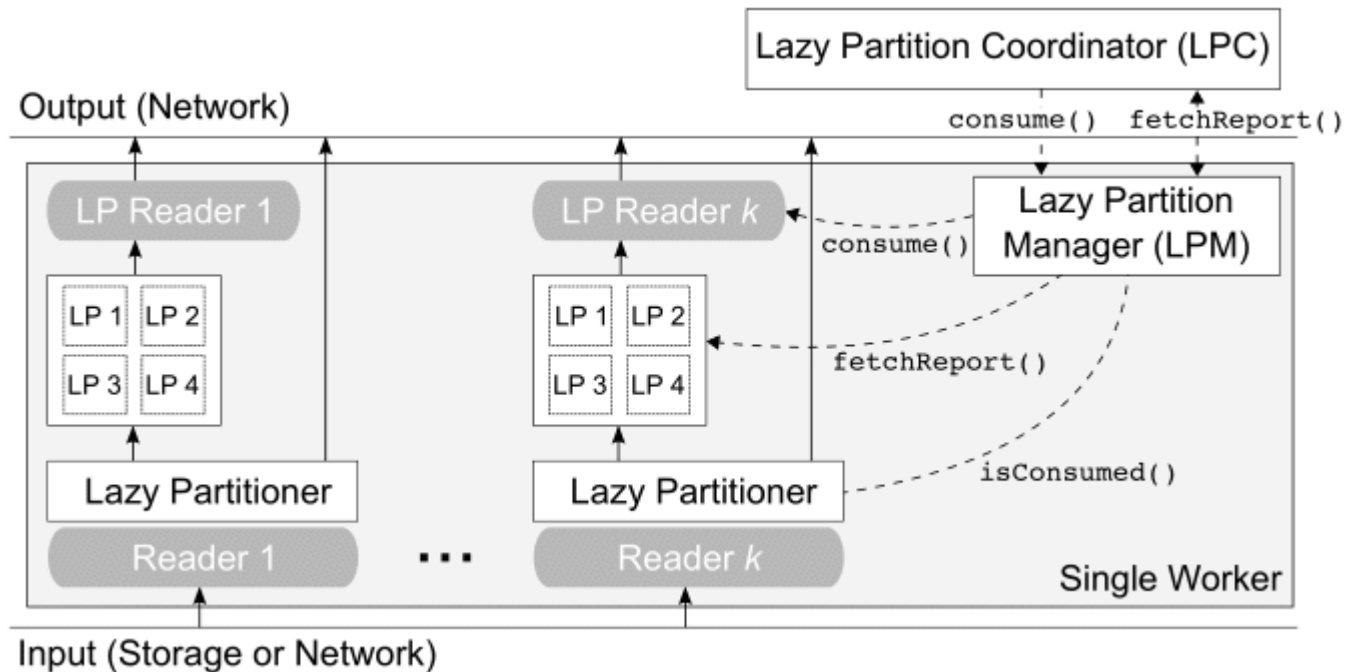 Lazy Partition Coordinator (LPC)
Output (Network)
consume() fetchReport()
LP Reader 1
LP Reader k
Lazy Partition
Manager (LPM)
consume()
LP 1 LP 2
LP 3 LP 4
LP 1 LP 2
LP 3 LP 4
fetchReport()
isConsumed()
Lazy Partitioner
Lazy Partitioner
Reader 1
...
Reader k
Single Worker
Input (Storage or Network)